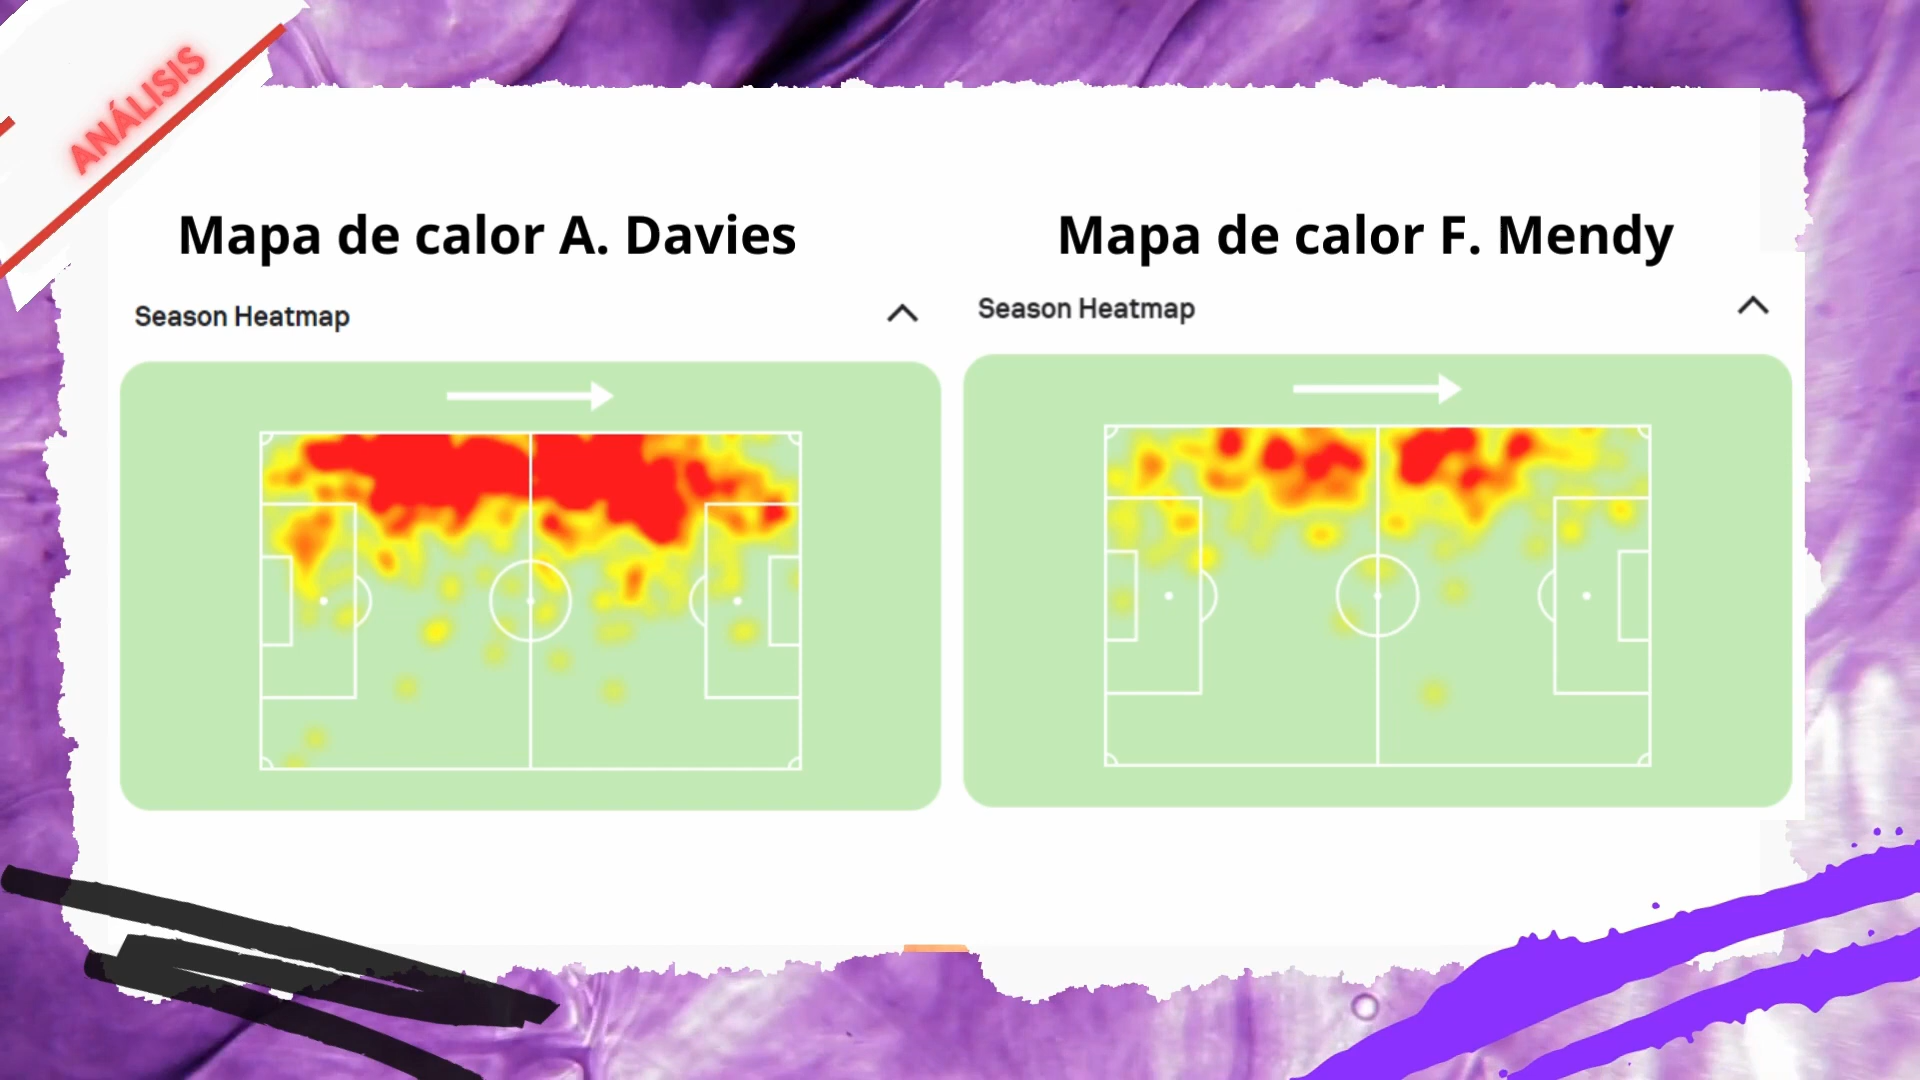 ANÁLISIS
Mapa de calor A. Davies
Mapa de calor F. Mendy
Season Heatmap
Season Heatmap